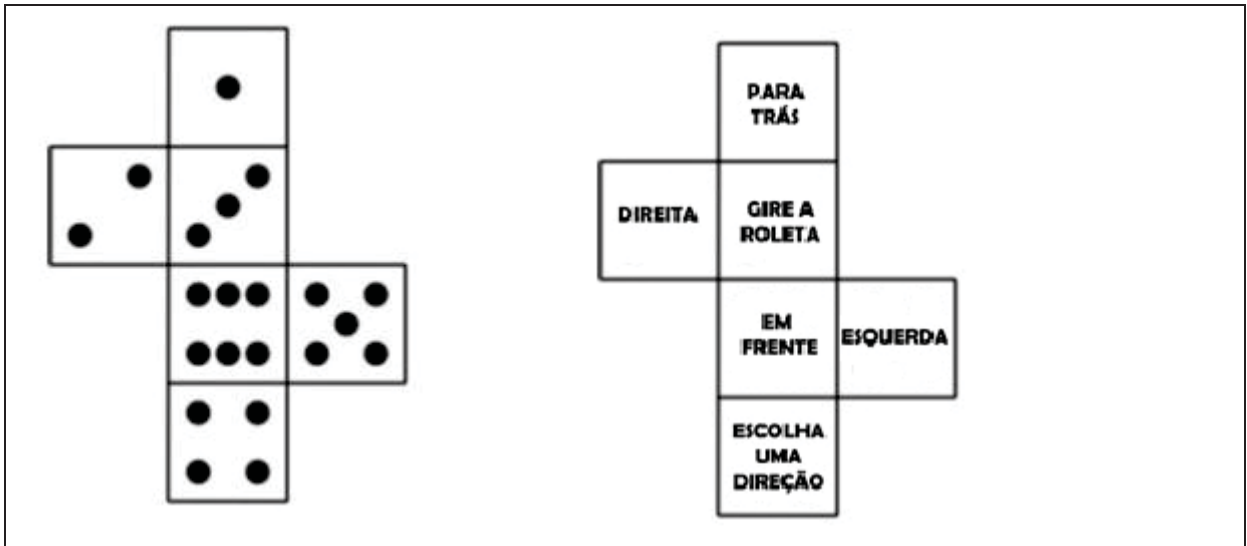 PARA
TRÁS
DIREITA
GIRE A
ROLETA
EM
FRENTE
ESQUERDA
ESCOLHA
UMA
DIREÇÃO